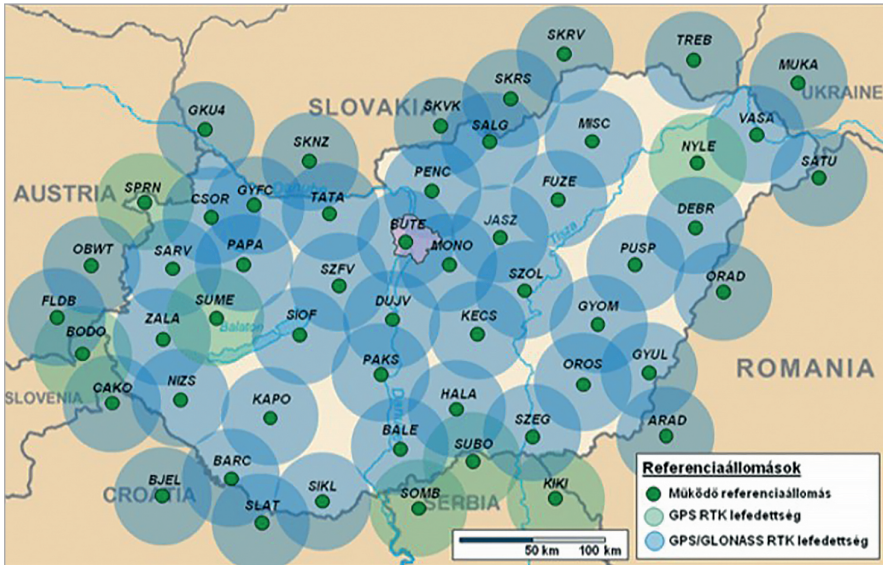 SKRV
TREB
MUKA
SKRS
UKRAINE
SLOVAKIA
SKVK
GKU4
SALG
MISC
VASA
SKNZ
NYLE
SATU
PENC
AUSTRIA
SPRN
CSOR
GYFC
Danube
TATA
FUZE
JASZ
DEBR
BUTE
Tisza
OBWT
SARV
PAPA
MONO
PUSP
SZFV
SZOL
ORAD
FLDB
SUME
DUJV
BODO
ZALA
Balaton
SIOF
KECS
GYOM
PAKS
GYUL
OROS
ROMANIA
SLOVENIA
CAKO
NIZS
KAPO
Danube
HALA
BALE
SZEG
ARAD
SUBO
BARC
BJEL
CROATIA
SIKL
SLAT
SOMB
SERBIA
KIKI
Referenciaállomások
Működő referenciaállomás
GPS RTK lefedettség
GPS/GLONASS RTK lefedettség
50 km 100 km